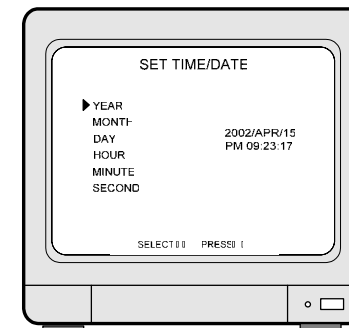 SET TIME/DATE
YEAR
MONTH
DAY
HOUR
MINUTE
SECOND
2002/APR/15
PM 09:23:17
SELECT PRESS